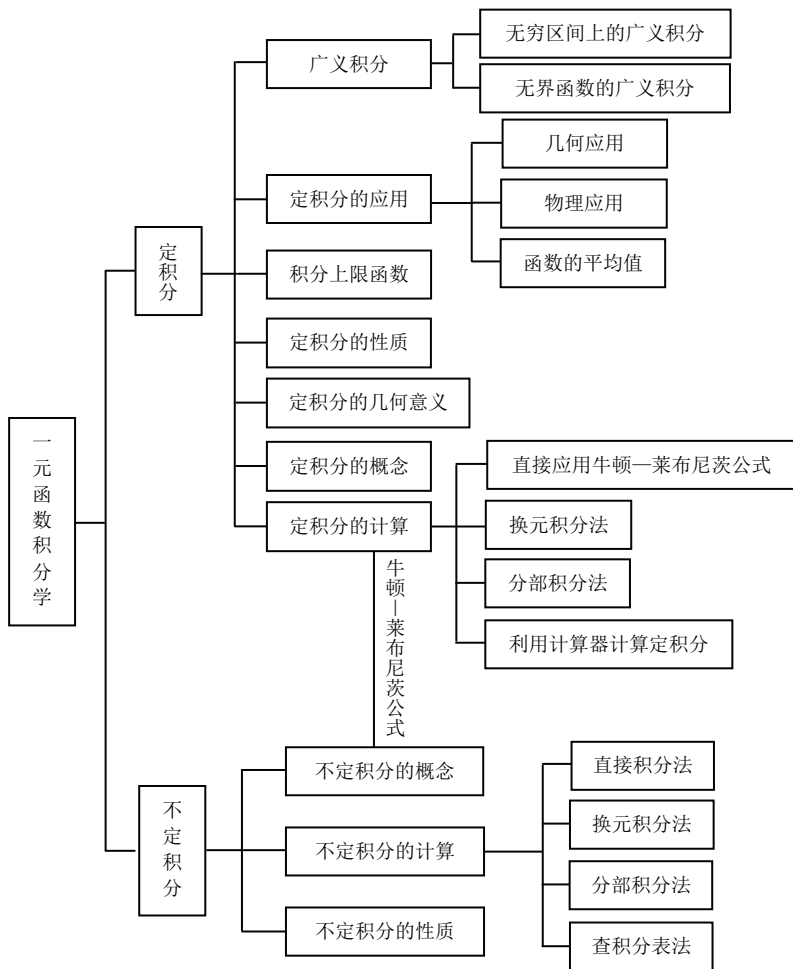 一元函数积分学
定积分
广义积分
无穷区间上的广义积分
无界函数的广义积分
定积分的应用
几何应用
物理应用
函数的平均值
积分上限函数
定积分的性质
定积分的几何意义
定积分的概念
定积分的计算
直接应用牛顿—莱布尼茨公式
换元积分法
分部积分法
利用计算器计算定积分
牛顿—莱布尼茨公式
不定积分
不定积分的概念
不定积分的计算
直接积分法
换元积分法
分部积分法
查积分表法
不定积分的性质